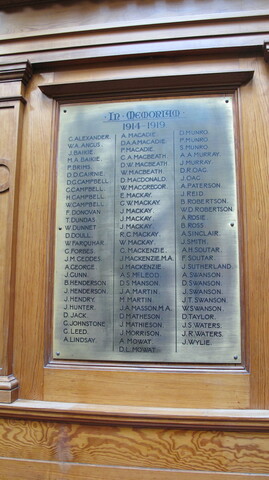 In Memoriam
1914-1919
C. ALEXANDER.
W.A. ANGUS.
J. BAIKIE.
M.A. BAIKIE.
P. BRIMS.
D.D. CAIRNE.
D.G. CAMPBELL
G. CAMPBELL
H. CAMPBELL
W. CAMPBELL
F. DONOVAN
T. DUNDAS
W. DUNNET
D. DOULL.
W. FARQUHAR.
G. FORBES.
J.M. GEDDES.
A. GEORGE
J. GUNN.
B. HENDERSON
J. HENDERSON
J. HENDRY.
J. HUNTER.
D. JACK.
C. JOHNSTONE
G. LEED.
A. LINDSAY.
A. MACADIE.
D.A.A. MACADIE.
P. MACADIE.
C.A. MACBEATH
D.W. MACBEATH
W. MACBEATH
D. MACDONALD.
W. MACGREGOR.
E. MACKAY.
C.W. MACKAY.
J. MACKAY
J. MACKAY
J. MACKAY
R.G. MACKAY
W. MACKAY
C. MACKENZIE.
J. MACKENZIE, M.A.
J. MACKENZIE
A.S. MCLEOD.
D.S. MANSON.
J.A. MARTIN.
H. MARTIN.
J.A. MASSON. M.A.
D. MATHESON
J. MATHIESON.
J. MORRISON.
A. MOWAT
D.L. MOWAT.
D. MUNRO.
P. MUNRO.
S. MUNRO
A.A. MURRAY
J. MURRAY.
D.R. OAG.
J. OAG.
A. PATERSON.
J. REID.
B. ROBERTSON.
W.D. ROBERTSON.
A. ROSIE
B. ROSS
A. SINCLAIR.
J. SMITH.
A.H. SOUTAR.
F. SOUTAR.
J. SUTHERLAND
A. SWANSON
D. SWANSON.
J. SWANSON.
J.T. SWANSON
W. SWANSON
D. TAYLOR.
J.S. WATERS.
J.R. WATERS.
J. WYLIE.